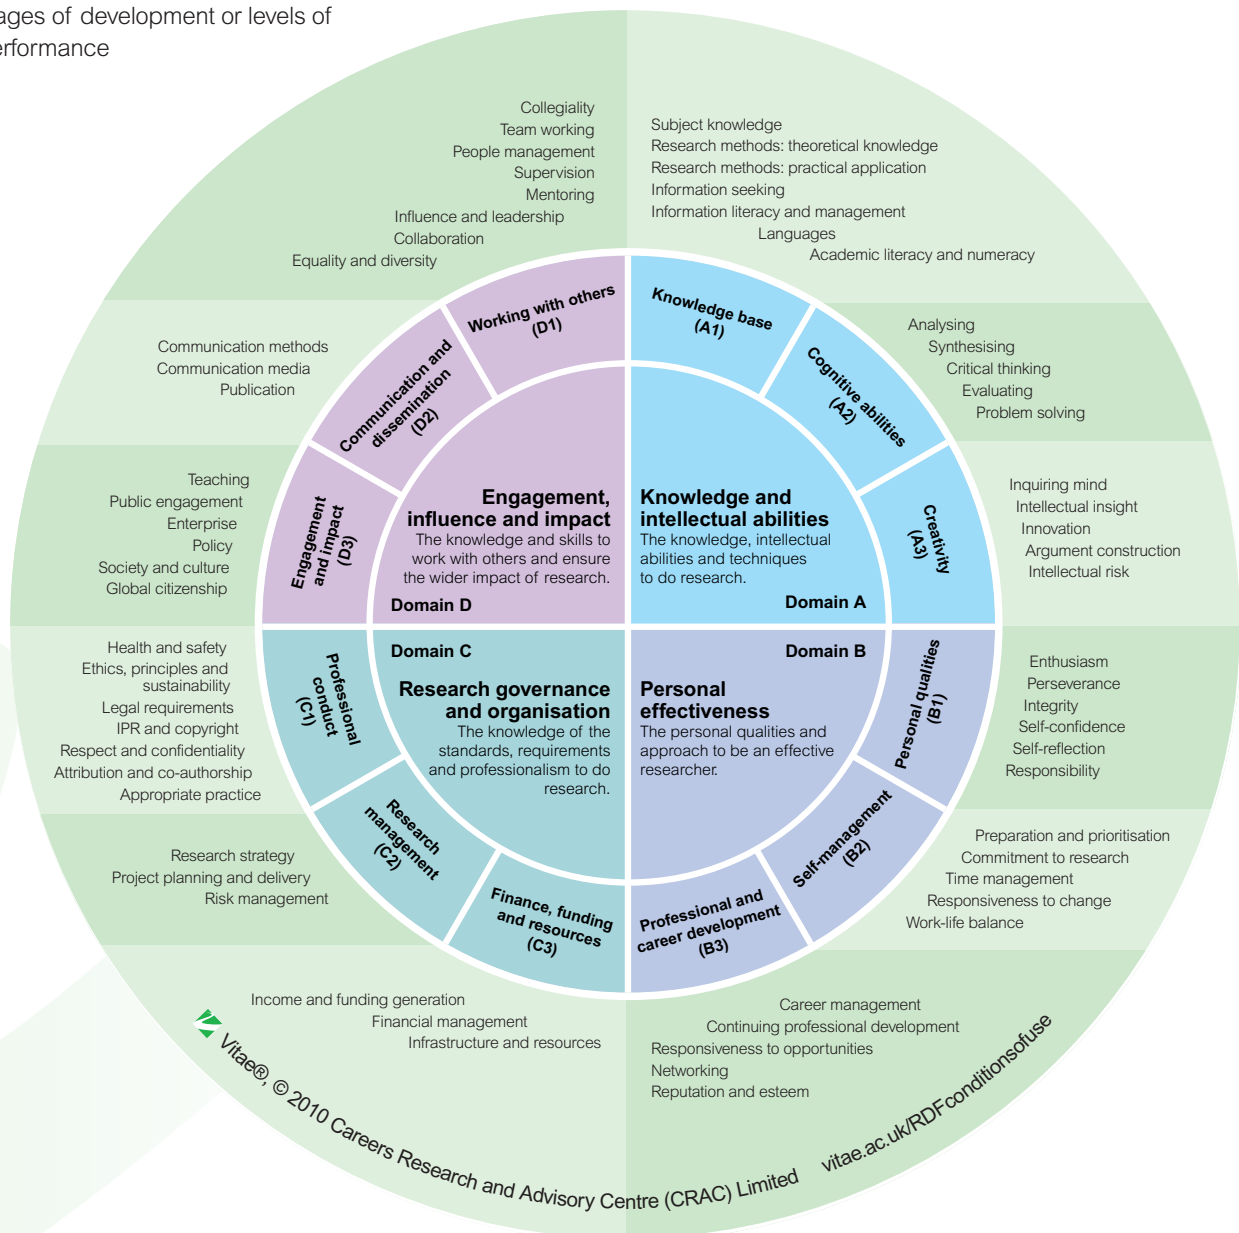 ages of development or levels of
erformance
Collegiality
Team working
People management
Supervision
Mentoring
Influence and leadership
Collaboration
Equality and diversity
Subject knowledge
Research methods: theoretical knowledge
Research methods: practical application
Information seeking
Information literacy and management
Languages
Academic literacy and numeracy
Working with others
(D1)
Knowledge base
(A1)
Communication methods
Communication media
Publication
Communication and
dissemination
(D2)
Cognitive abilities
(A2)
Analysing
Synthesising
Critical thinking
Evaluating
Problem solving
Teaching
Public engagement
Enterprise
Policy
Society and culture
Global citizenship
Engagement
and impact
(D3)
Engagement,
influence and impact
The knowledge and skills to
work with others and ensure
the wider impact of research.
Domain D
Knowledge and
intellectual abilities
The knowledge, intellectual
abilities and techniques
to do research.
Domain A
Creativity
(A3)
Inquiring mind
Intellectual insight
Innovation
Argument construction
Intellectual risk
Health and safety
Ethics, principles and
sustainability
Legal requirements
IPR and copyright
Respect and confidentiality
Attribution and co-authorship
Appropriate practice
Professional
conduct
(C1)
Domain C
Research governance
and organisation
The knowledge of the
standards, requirements
and professionalism to do
research.
Domain B
Personal
effectiveness
The personal qualities and
approach to be an effective
researcher.
Personal qualities
(B1)
Enthusiasm
Perseverance
Integrity
Self-confidence
Self-reflection
Responsibility
Research strategy
Project planning and delivery
Risk management
Research
management
(C2)
Self-management
(B2)
Preparation and prioritisation
Commitment to research
Time management
Responsiveness to change
Work-life balance
Finance, funding
and resources
(C3)
Professional and
career development
(B3)
Income and funding generation
Financial management
Infrastructure and resources
Career management
Continuing professional development
Responsiveness to opportunities
Networking
Reputation and esteem
Vitae®, © 2010 Careers Research and Advisory Centre (CRAC) Limited vitae.ac.uk/RDFconditionsofuse